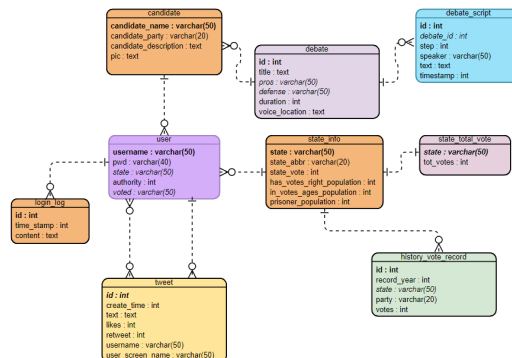 candidate
candidate_name : varchar(50)
candidate_party : varchar(20)
candidate_description : text
pic : text
debate_script
id : int
debate_id : int
step : int
speaker : varchar(50)
text : text
timestamp : int
debate
id : int
title : text
pros : varchar(50)
defense : varchar(50)
duration : int
voice_location : text
user
username : varchar(50)
pwd : varchar(40)
state : varchar(50)
authority : int
voted : varchar(50)
state_info
state : varchar(50)
state_abbr : varchar(20)
state_vote : int
has_votes_right_population : int
in_votes_ages_population : int
prisoner_population : int
state_total_vote
state : varchar(50)
tot_votes : int
login_log
id : int
time_stamp : int
content : text
history_vote_record
id : int
record_year : int
state : varchar(50)
party : varchar(20)
votes : int
tweet
id : int
create_time : int
text : text
likes : int
retweet : int
username : varchar(50)
user_screen_name : varchar(50)